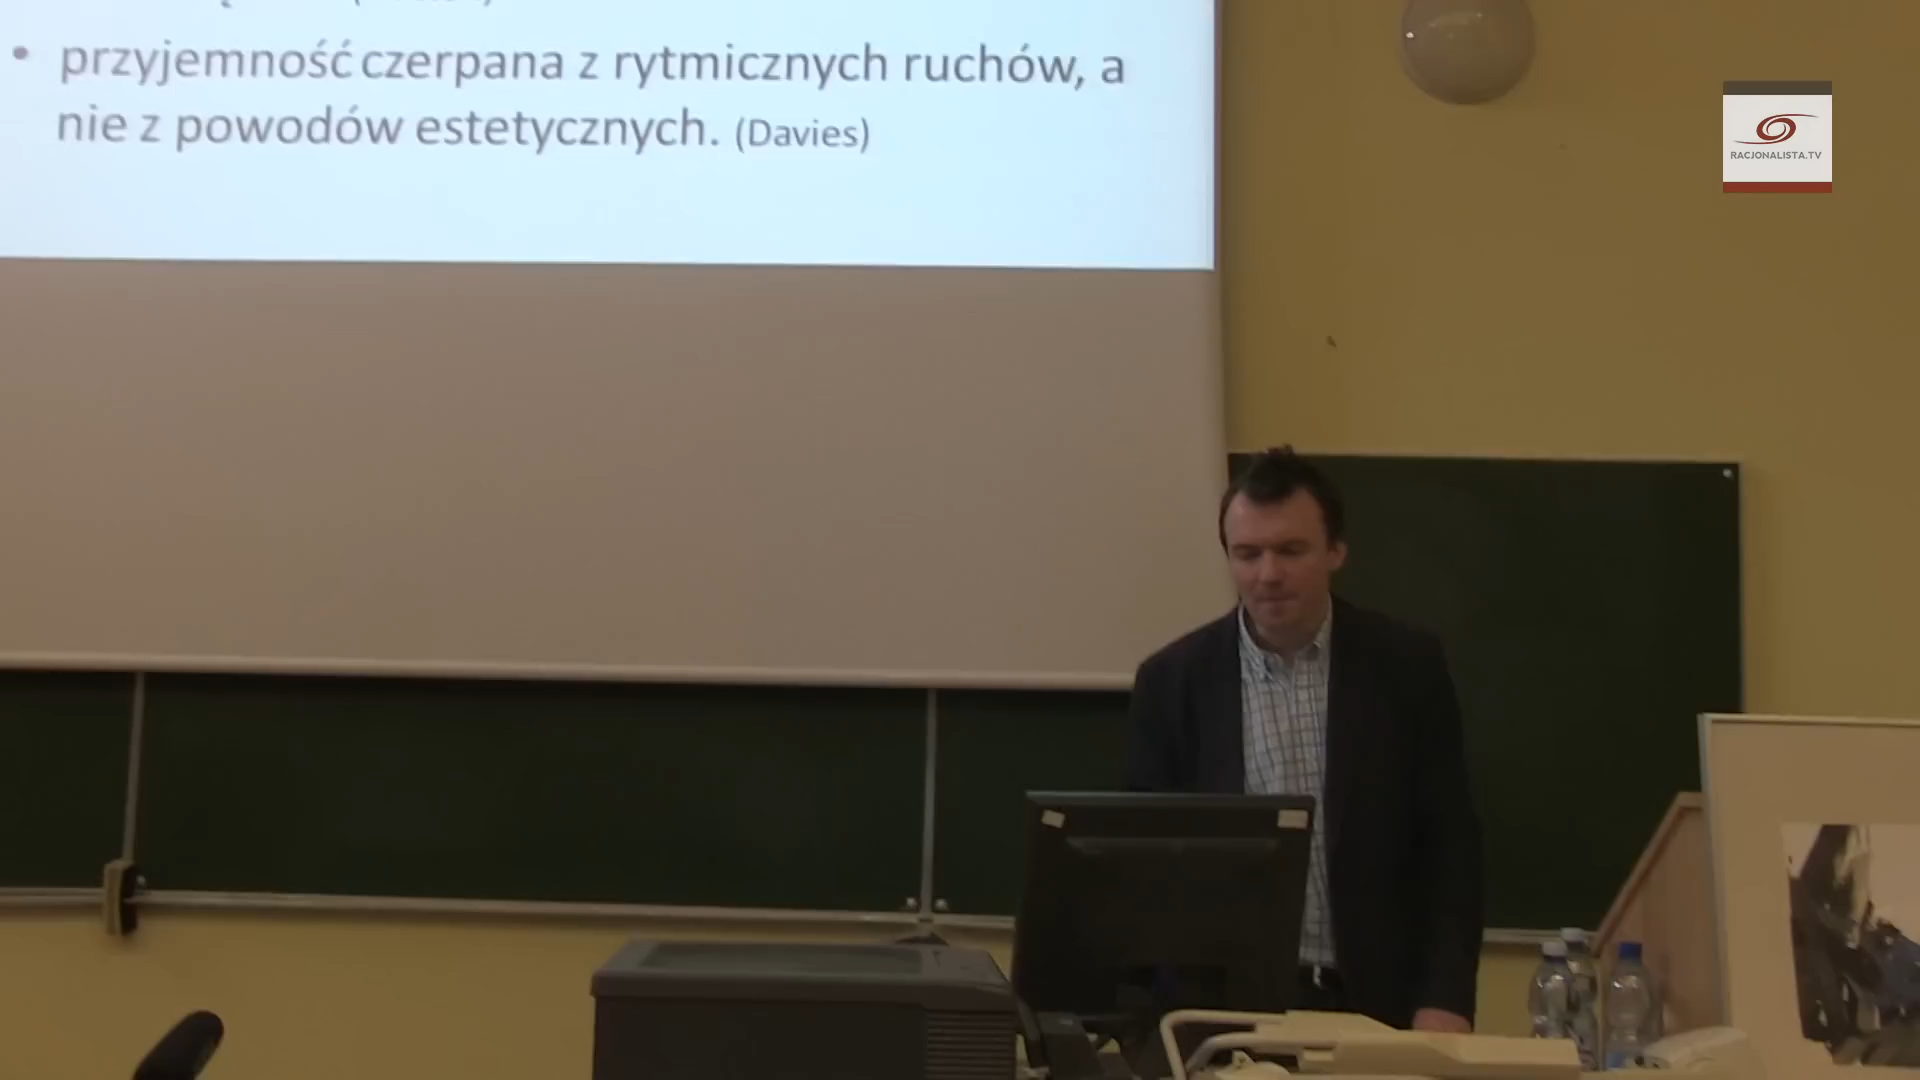 • przyjemność czerpana z rytmicznych ruchów, a
nie z powodów estetycznych. (Davies)
RACJONALISTA.TV